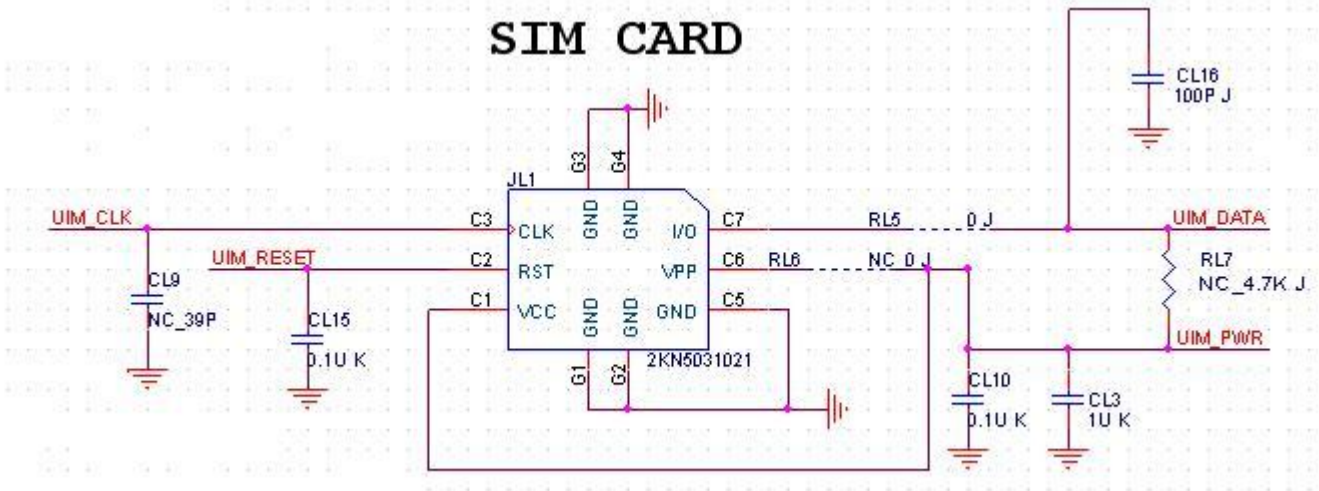 SIM CARD
CL16
100P J
G3
G4
JL1
UIM_CLK
C3
CLK
GND
GND
I/O
C7
RL5
0 J
UIM_DATA
UIM_RESET
C2
RST
VPP
C6
RL6
NC_0 J
RL7
NC_4.7K J
CL9
NC_39P
C1
VCC
GND
GND
GND
C5
CL15
0.1U K
UIM_PWR
2KN5031021
G1
G2
CL10
0.1U K
CL3
1U K